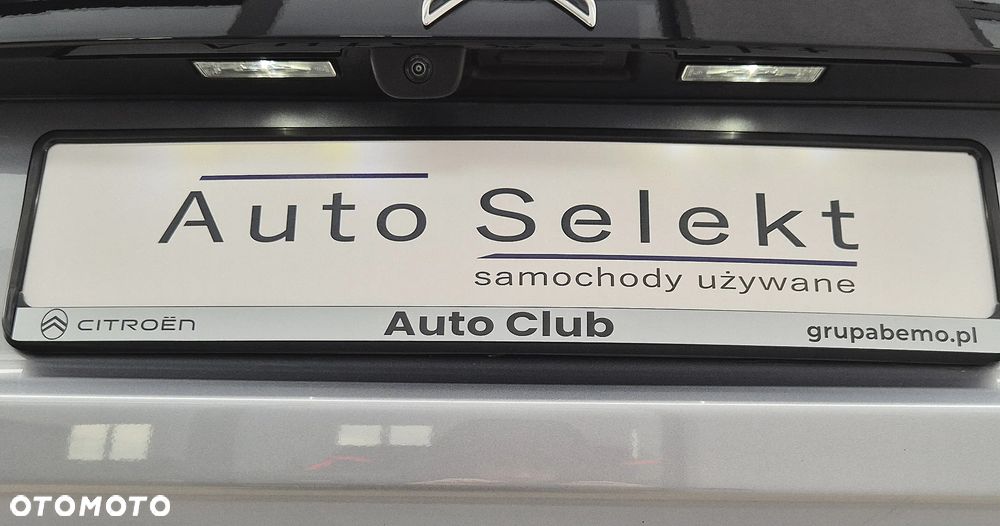 Auto Selekt
samochody używane
CITROËN Auto Club grupabemo.pl
OTOMOTO